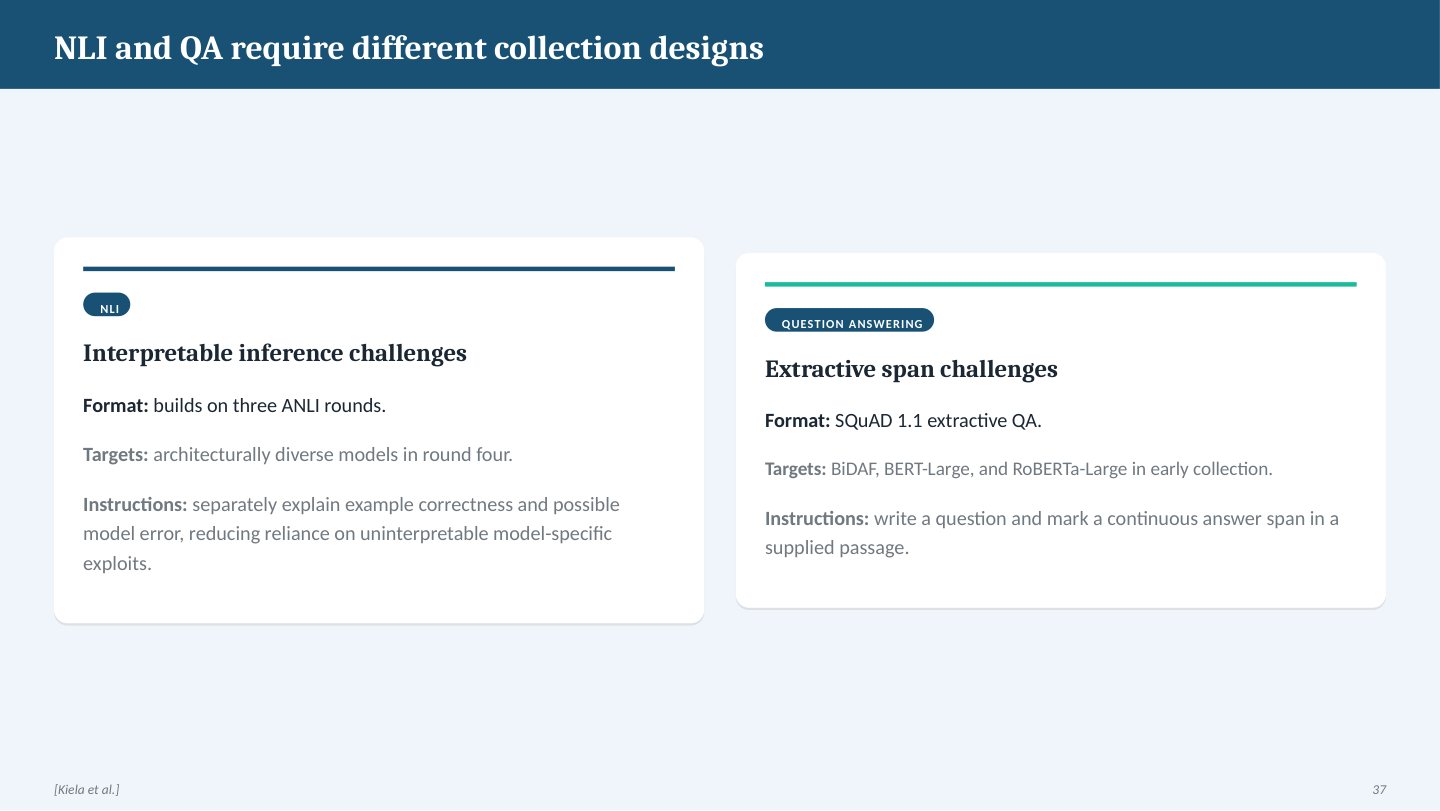 NLI and QA require different collection designs
NLI
Interpretable inference challenges
Format: builds on three ANLI rounds.
Targets: architecturally diverse models in round four.
Instructions: separately explain example correctness and possible
model error, reducing reliance on uninterpretable model-specific
exploits.
QUESTION ANSWERING
Extractive span challenges
Format: SQuAD 1.1 extractive QA.
Targets: BiDAF, BERT-Large, and RoBERTa-Large in early collection.
Instructions: write a question and mark a continuous answer span in a
supplied passage.
[Kiela et al.]
37